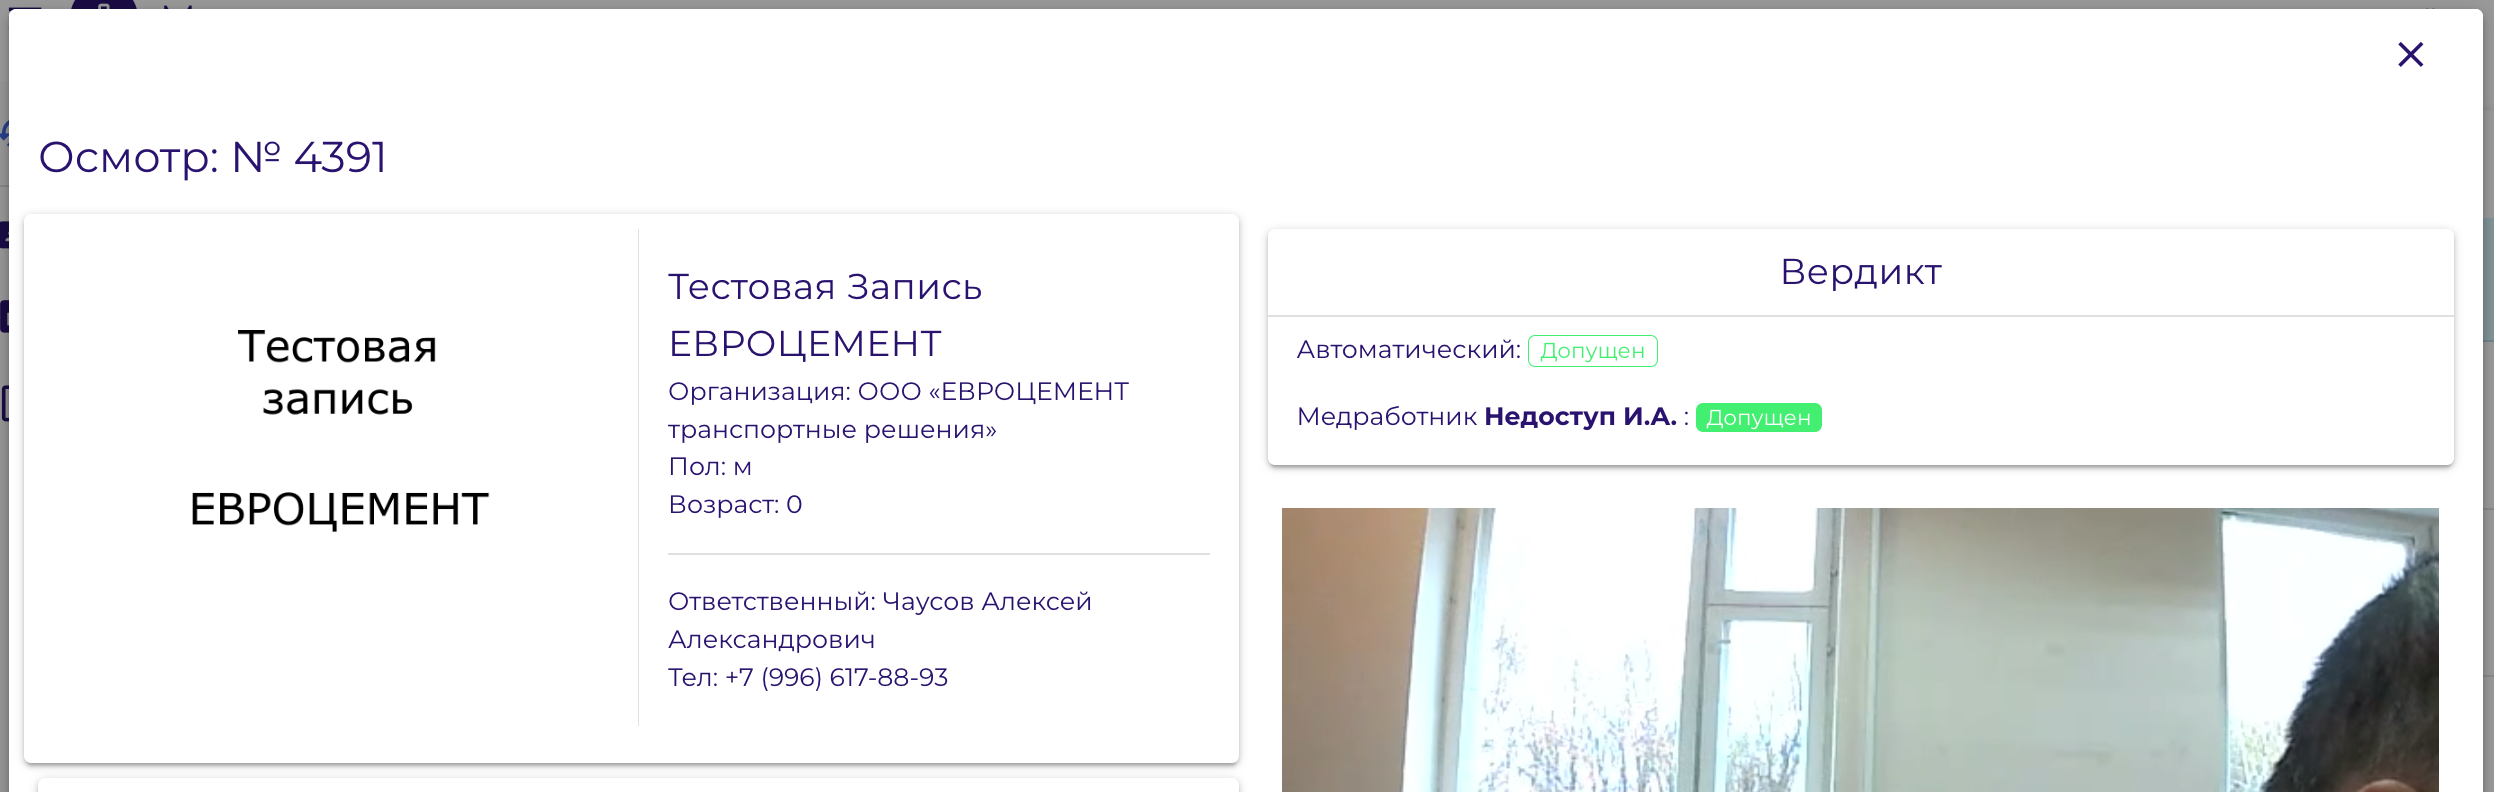 Осмотр: № 4391
Тестовая
запись
ЕВРОЦЕМЕНТ
Тестовая Запись
ЕВРОЦЕМЕНТ
Организация: ООО «ЕВРОЦЕМЕНТ
транспортные решения»
Пол: м
Возраст: 0
Ответственный: Чаусов Алексей
Александрович
Тел: +7 (996) 617-88-93
Вердикт
Автоматический: Допущен
Медработник Недоступ И.А. : Допущен